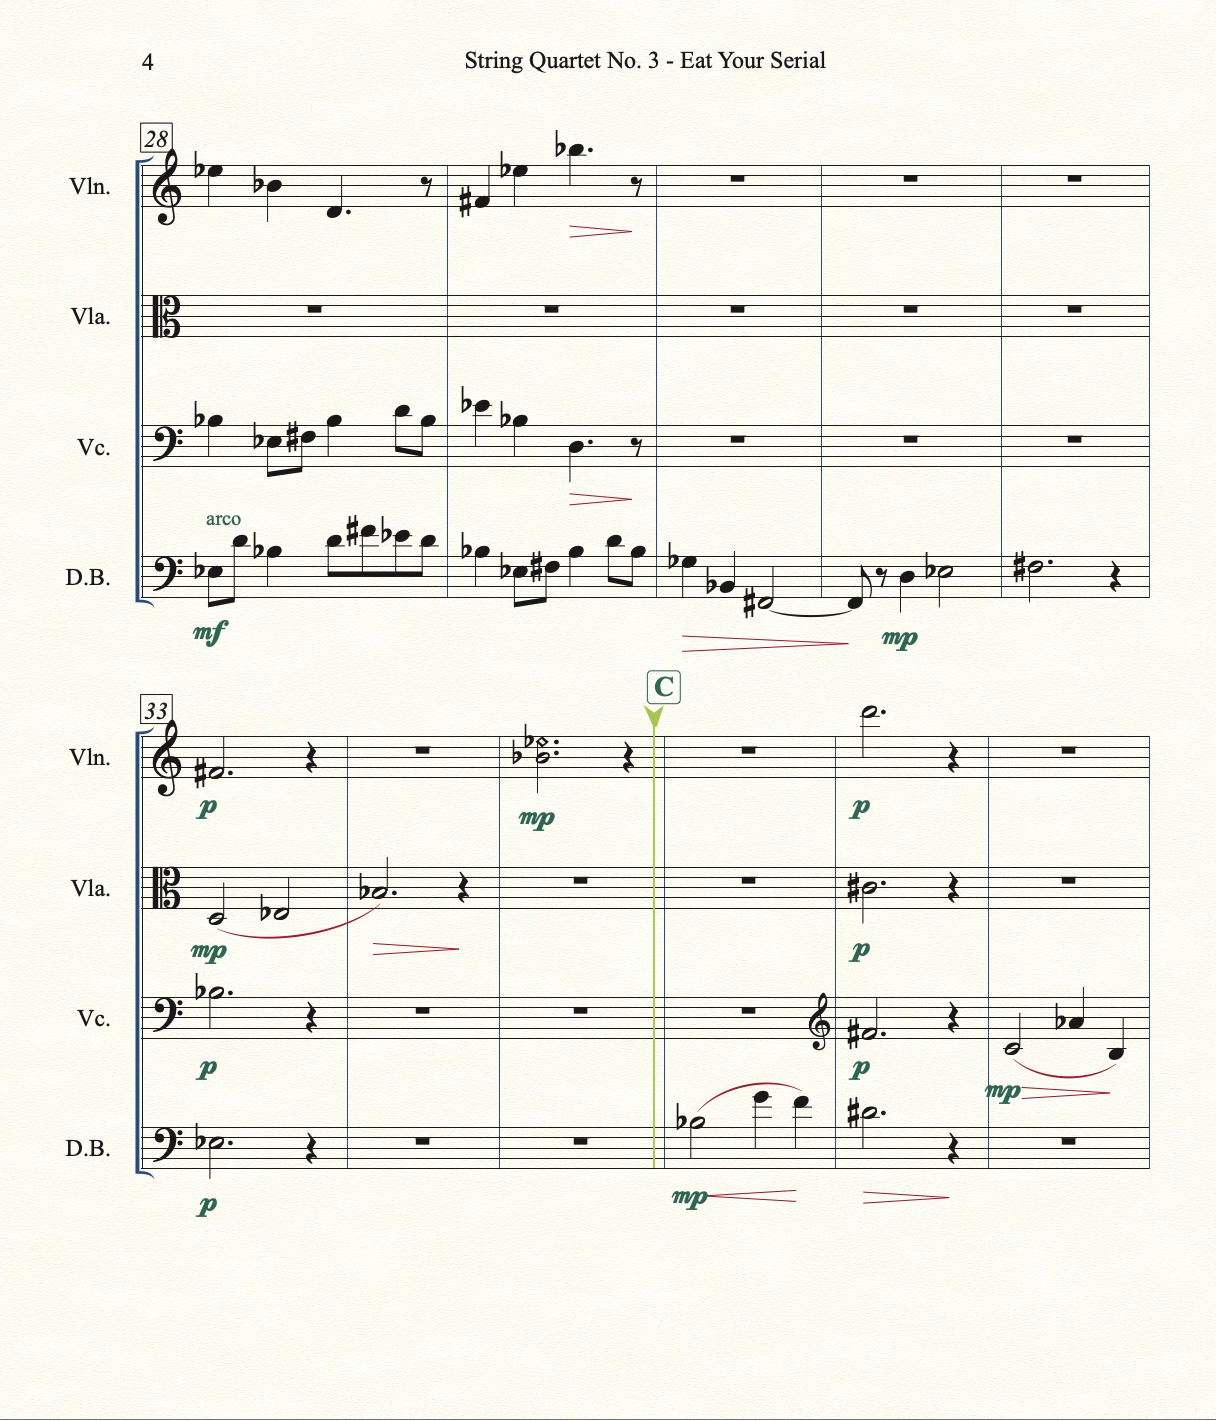 4
String Quartet No. 3 - Eat Your Serial
28
Vln.
Vla.
Vc.
arco
D.B.
mf
mp
33
C
Vln.
p
mp
p
Vla.
mp
p
Vc.
p
p
mp
D.B.
mp
p